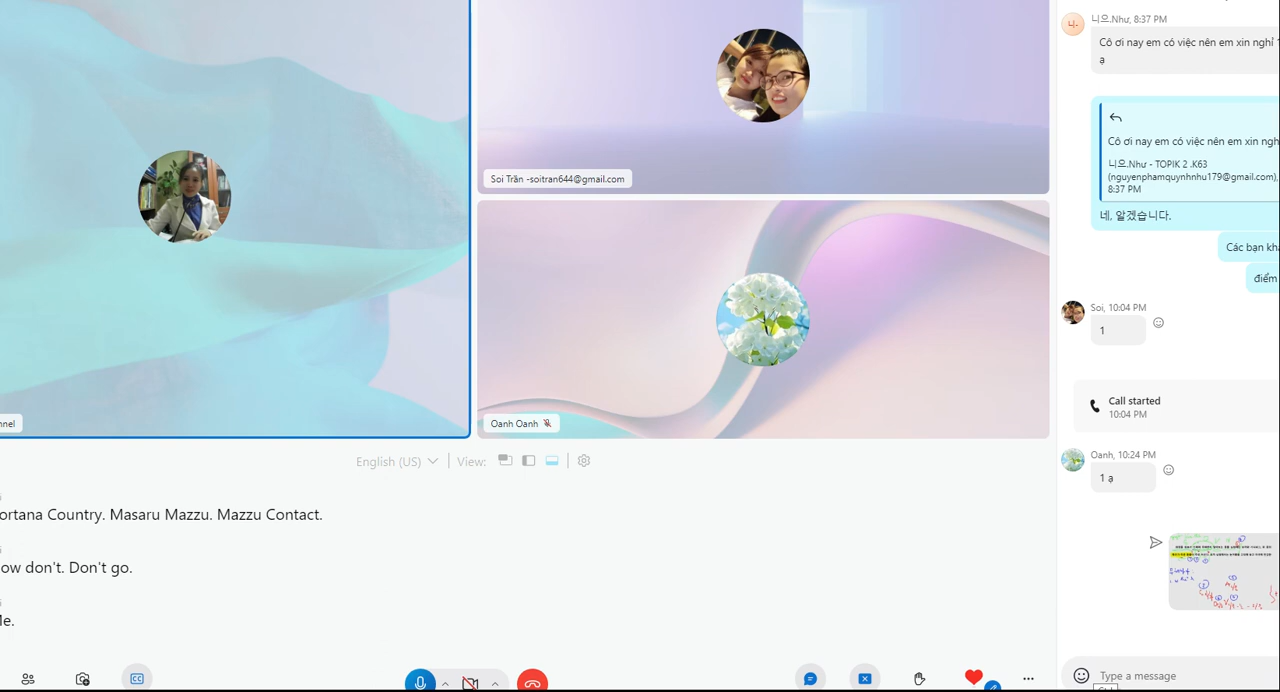 Soi Trần -soitran644@gmail.com
nnel
Oanh Oanh
English (US)
View:
ortana Country. Masaru Mazzu. Mazzu Contact.
ow don't. Don't go.
Me.
니으.Như, 8:37 PM
Cô ơi nay em có việc nên em xin nghỉ
ạ
Cô ơi nay em có việc nên em xin ngh
니으.Như - TOPIK 2 .K63
(nguyenphamquynhnhu179@gmail.com),
8:37 PM
네, 알겠습니다.
Các bạn kh
điểm
Soi, 10:04 PM
1
Call started
10:04 PM
Oanh, 10:24 PM
1 ạ
Type a message